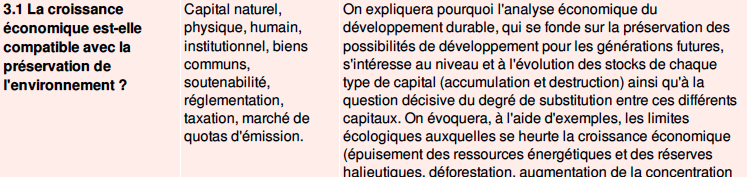 3.1 La croissance
économique est-elle
compatible avec la
préservation de
l'environnement ?
Capital naturel,
physique, humain,
institutionnel, biens
communs,
soutenabilité,
réglementation,
taxation, marché de
quotas d'émission.
On expliquera pourquoi l'analyse économique du
développement durable, qui se fonde sur la préservation des
possibilités de développement pour les générations futures,
s'intéresse au niveau et à l'évolution des stocks de chaque
type de capital (accumulation et destruction) ainsi qu'à la
question décisive du degré de substitution entre ces différents
capitaux. On évoquera, à l'aide d'exemples, les limites
écologiques auxquelles se heurte la croissance économique
(épuisement des ressources énergétiques et des réserves
halieutiques, déforestation, augmentation de la concentration